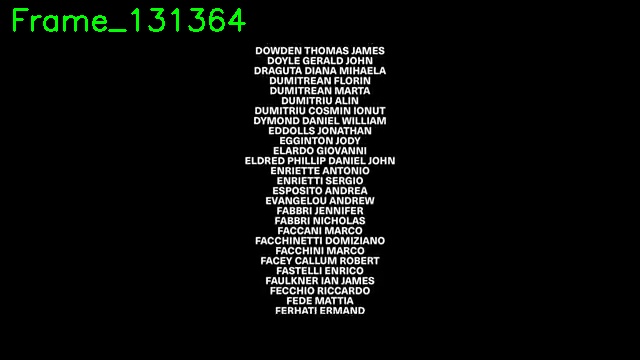 Frame_131364
DOWDEN THOMAS JAMES
DOYLE GERALD JOHN
DRAGUTA DIANA MIHAELA
DUMITREAN FLORIN
DUMITREAN MARTA
DUMITRIU ALIN
DUMITRIU COSMIN IONUT
DYMOND DANIEL WILLIAM
EDDOLLS JONATHAN
EGGINTON JODY
ELARDO GIOVANNI
ELDRED PHILLIP DANIEL JOHN
ENRIETTE ANTONIO
ENRIETTI SERGIO
ESPOSITO ANDREA
EVANGELOU ANDREW
FABBRI JENNIFER
FABBRI NICHOLAS
FACCANI MARCO
FACCHINETTI DOMIZIANO
FACCHINI MARCO
FACEY CALLUM ROBERT
FASTELLI ENRICO
FAULKNER IAN JAMES
FECCHIO RICCARDO
FEDE MATTIA
FERHATI ERMAND